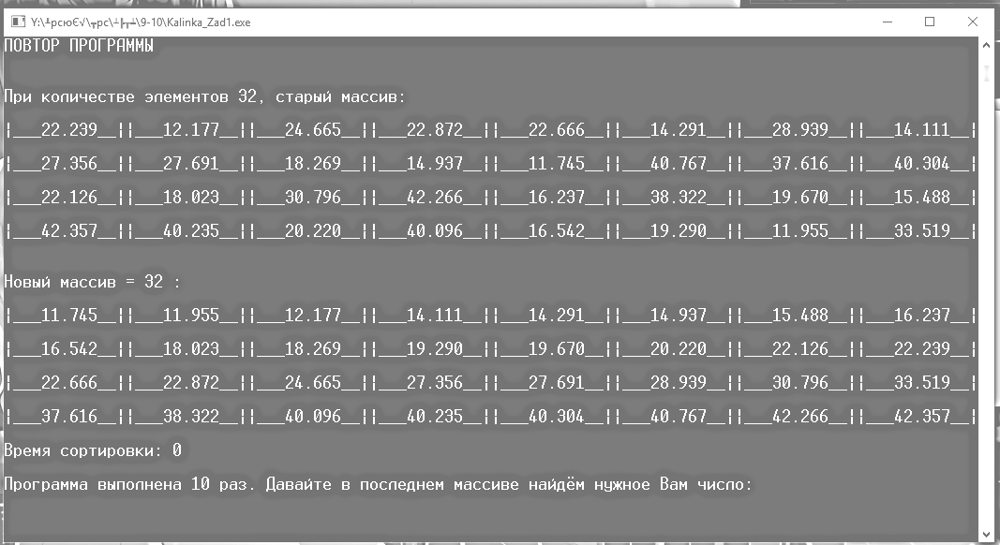 Y:\╨рсюЄ√\┬рс\┴╟┬┴\9-10\Kalinka_Zad1.exe
ПОВТОР ПРОГРАММЫ
При количестве элементов 32, старый массив:
¦___22.239__¦¦___12.177__¦¦___24.665__¦¦___22.872__¦¦___22.666__¦¦___14.291__¦¦___28.939__¦¦___14.111__¦
¦___27.356__¦¦___27.691__¦¦___18.269__¦¦___14.937__¦¦___11.745__¦¦___40.767__¦¦___37.616__¦¦___40.304__¦
¦___22.126__¦¦___18.023__¦¦___30.796__¦¦___42.266__¦¦___16.237__¦¦___38.322__¦¦___19.670__¦¦___15.488__¦
¦___42.357__¦¦___40.235__¦¦___20.220__¦¦___40.096__¦¦___16.542__¦¦___19.290__¦¦___11.955__¦¦___33.519__¦
Новый массив = 32 :
¦___11.745__¦¦___11.955__¦¦___12.177__¦¦___14.111__¦¦___14.291__¦¦___14.937__¦¦___15.488__¦¦___16.237__¦
¦___16.542__¦¦___18.023__¦¦___18.269__¦¦___19.290__¦¦___19.670__¦¦___20.220__¦¦___22.126__¦¦___22.239__¦
¦___22.666__¦¦___22.872__¦¦___24.665__¦¦___27.356__¦¦___27.691__¦¦___28.939__¦¦___30.796__¦¦___33.519__¦
¦___37.616__¦¦___38.322__¦¦___40.096__¦¦___40.235__¦¦___40.304__¦¦___40.767__¦¦___42.266__¦¦___42.357__¦
Время сортировки: 0
Программа выполнена 10 раз. Давайте в последнем массиве найдём нужное Вам число: